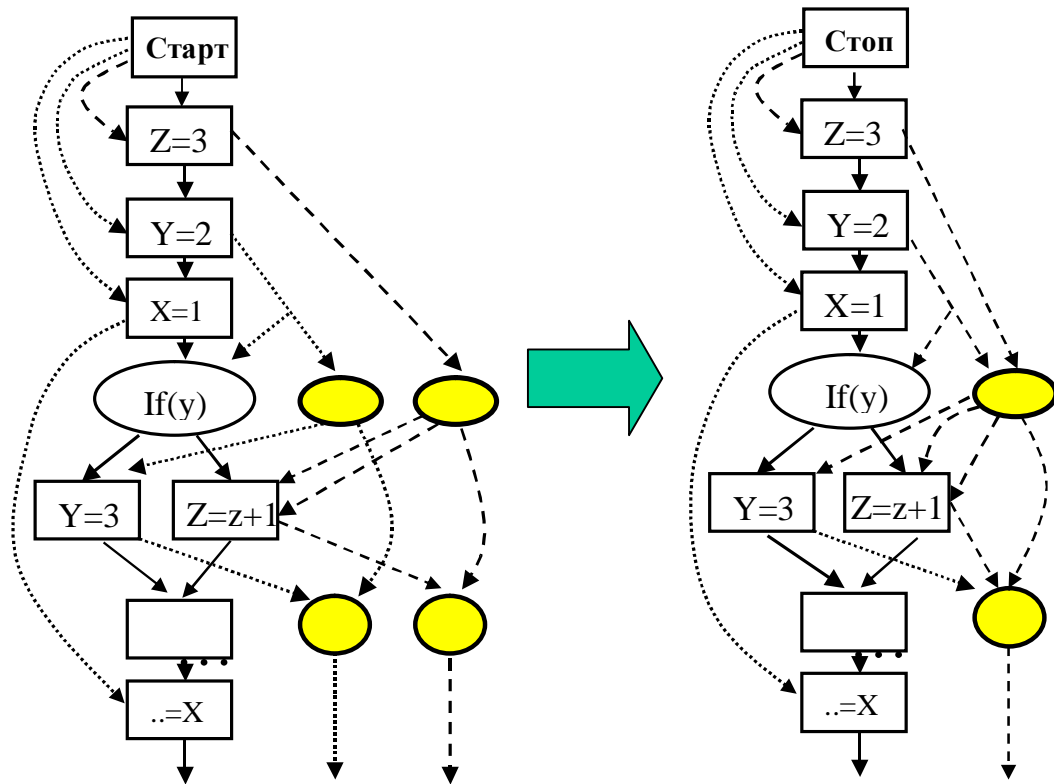 Старт
Z=3
Y=2
X=1
If(y)
Y=3
Z=z+1
...
..=X
Стоп
Z=3
Y=2
X=1
If(y)
Y=3
Z=z+1
...
..=X